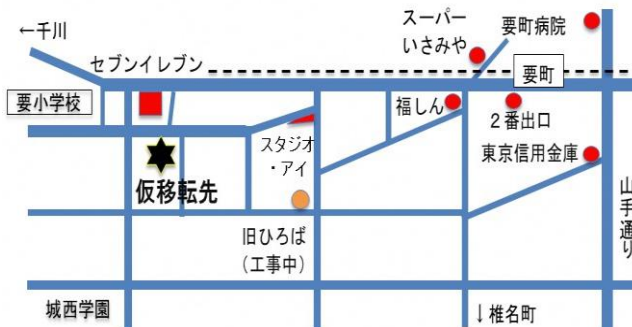 ←千川
セブンイレブン
要小学校
スーパー
いさみや
要町病院
要町
福しん
２番出口
東京信用金庫
スタジオ
・アイ
仮移転先
旧ひろば
（工事中）
山手通り
城西学園
↓椎名町